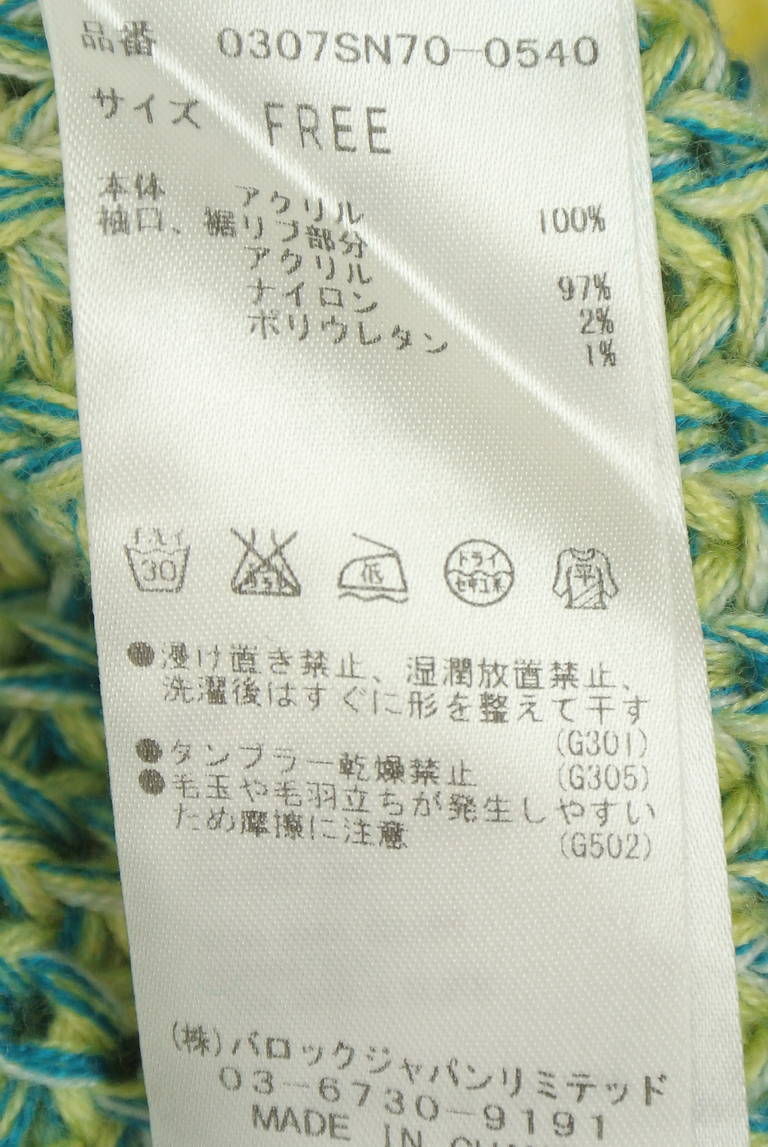 品番 0307SN70-0540
サイズ FREE
本体 アクリル 100%
袖口、裾リブ部分
アクリル 97%
ナイロン 2%
ポリウレタン 1%
30 低 ドライ セキユ系 平
●浸け置き禁止、湿潤放置禁止、
洗濯後はすぐに形を整えて干す
(G301)
●タンブラー乾燥禁止 (G305)
●毛玉や毛羽立ちが発生しやすい
ため摩擦に注意 (G502)
(株)バロックジャパンリミテッド
03-6730-9191
MADE IN